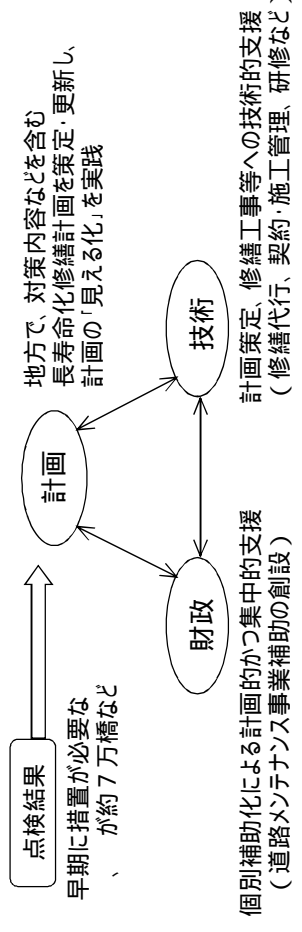 点検結果
早期に措置が必要な
、　が約７万橋など
計画
地方で、対策内容などを含む
長寿命化修繕計画を策定・更新し、
計画の「見える化」を実践
財政
技術
個別補助化による計画的かつ集中的支援
（道路メンテナンス事業補助の創設）
計画策定、修繕工事等への技術的支援
（修繕代行、契約・施工管理、研修など）